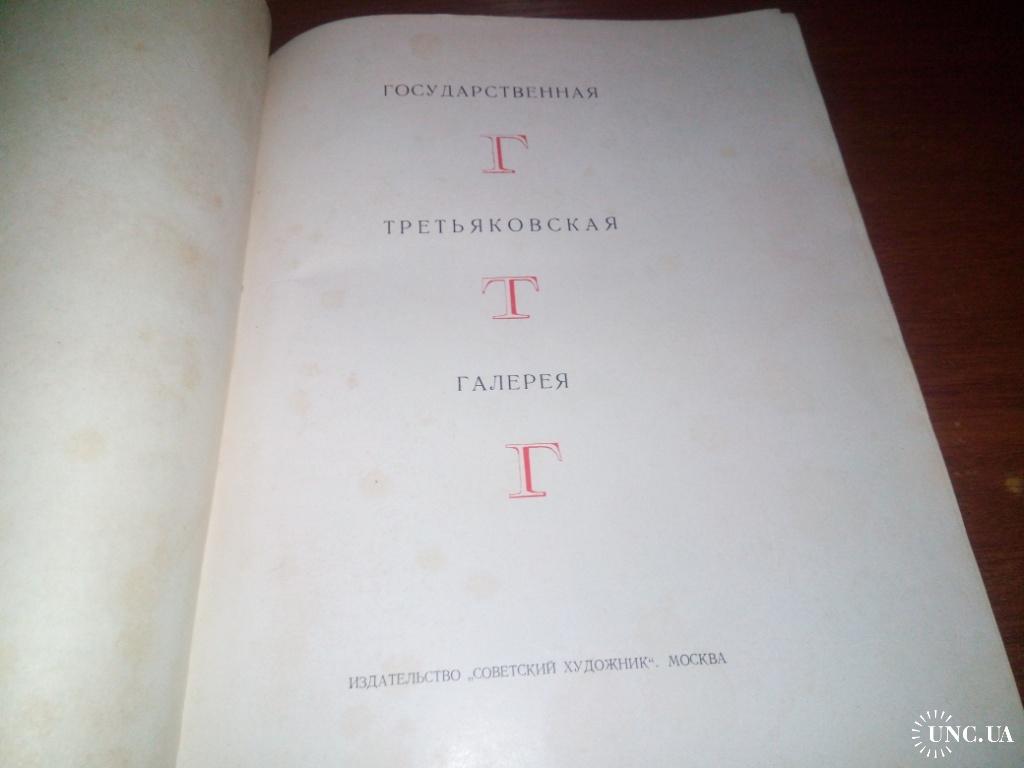 ГОСУДАРСТВЕННАЯ
Г
ТРЕТЬЯКОВСКАЯ
Т
ГАЛЕРЕЯ
Г
ИЗДАТЕЛЬСТВО „СОВЕТСКИЙ ХУДОЖНИК“. МОСКВА
UNC.UA